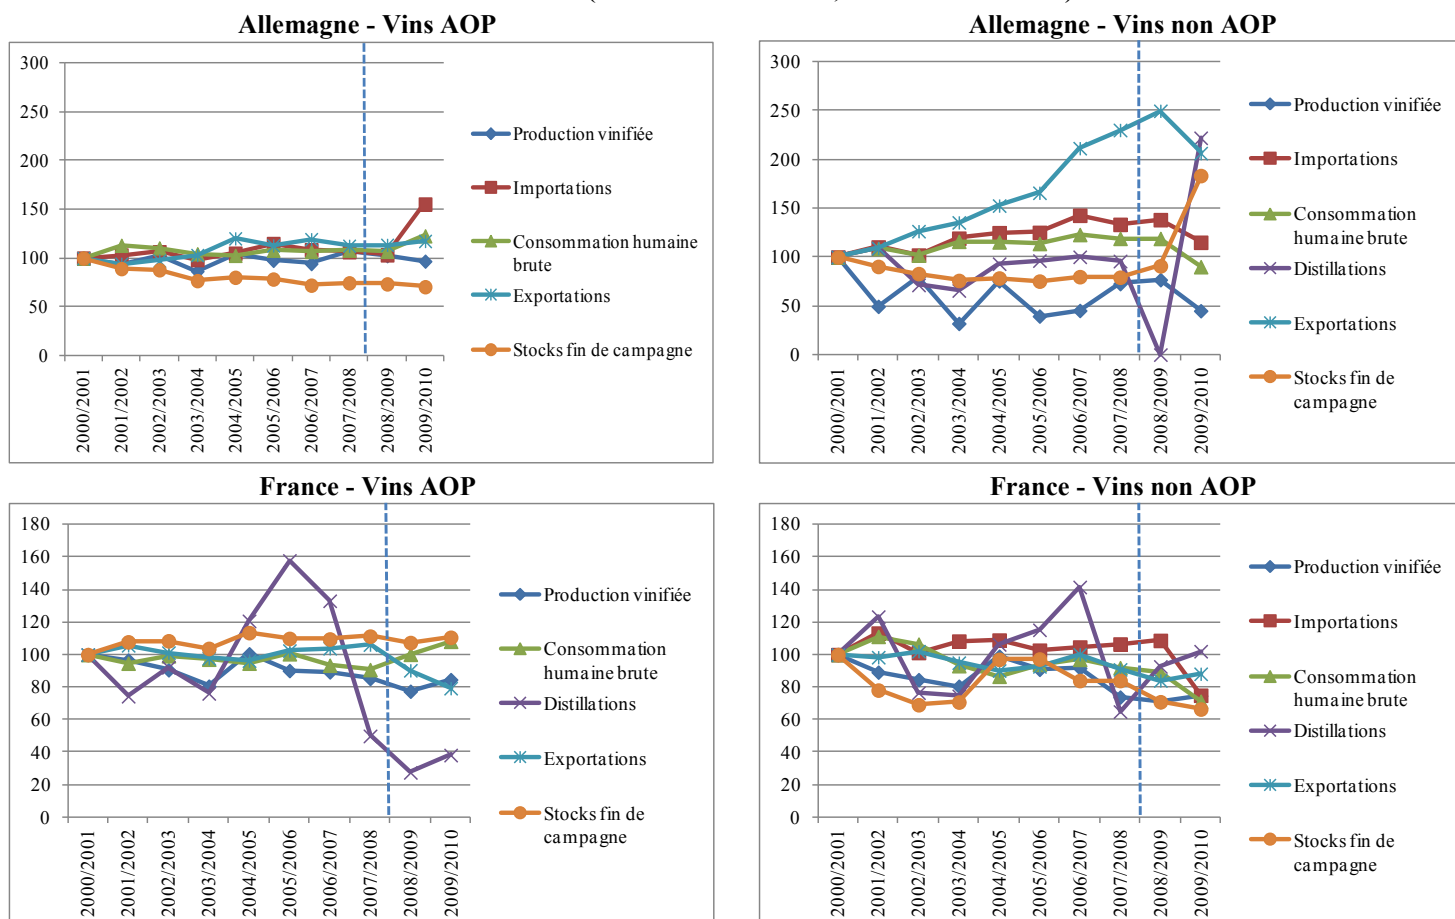 Allemagne - Vins AOP
300
250
200
150
100
50
0
2000/2001
2001/2002
2002/2003
2003/2004
2004/2005
2005/2006
2006/2007
2007/2008
2008/2009
2009/2010
Production vinifiée
Importations
Consommation humaine
brute
Exportations
Stocks fin de campagne
Allemagne - Vins non AOP
300
250
200
150
100
50
0
2000/2001
2001/2002
2002/2003
2003/2004
2004/2005
2005/2006
2006/2007
2007/2008
2008/2009
2009/2010
Production vinifiée
Importations
Consommation
humaine brute
Distillations
Exportations
Stocks fin de
campagne
France - Vins AOP
180
160
140
120
100
80
60
40
20
0
2000/2001
2001/2002
2002/2003
2003/2004
2004/2005
2005/2006
2006/2007
2007/2008
2008/2009
2009/2010
Production vinifiée
Consommation
humaine brute
Distillations
Exportations
Stocks fin de
campagne
France - Vins non AOP
180
160
140
120
100
80
60
40
20
0
2000/2001
2001/2002
2002/2003
2003/2004
2004/2005
2005/2006
2006/2007
2007/2008
2008/2009
2009/2010
Production vinifiée
Importations
Consommation
humaine brute
Distillations
Exportations
Stocks fin de
campagne